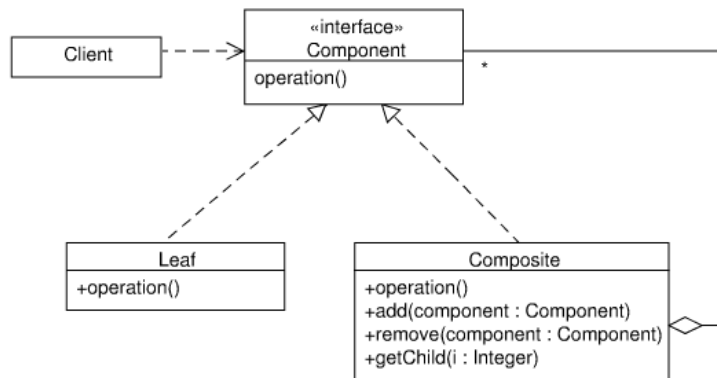 «interface»
Client
Component
*
operation()
Leaf
+operation()
Composite
+operation()
+add(component : Component)
+remove(component : Component)
+getChild(i : Integer)